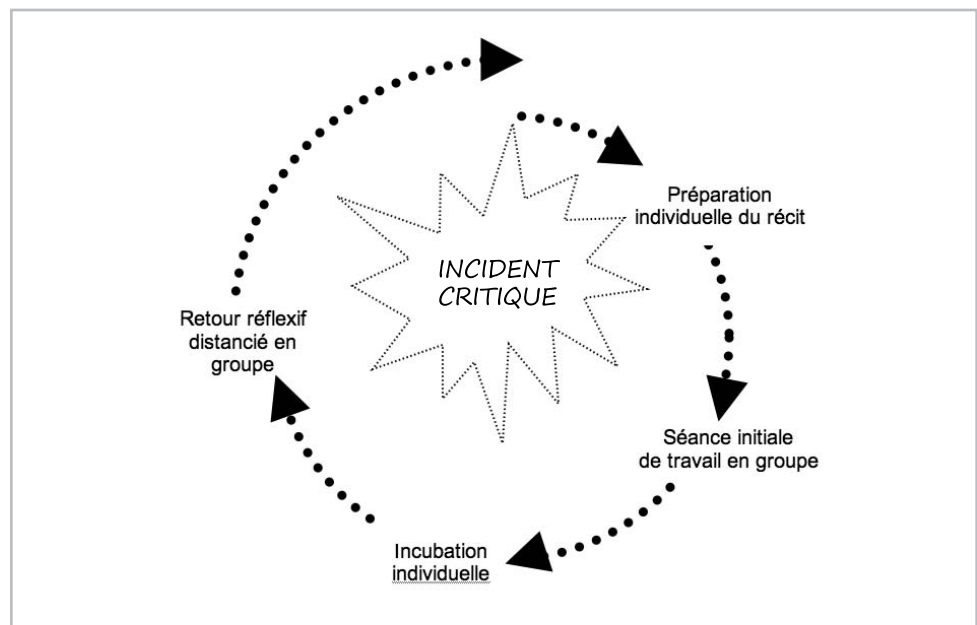 INCIDENT
CRITIQUE
Préparation
individuelle du récit
Séance initiale
de travail en groupe
Incubation
individuelle
Retour réflexif
distancié en
groupe